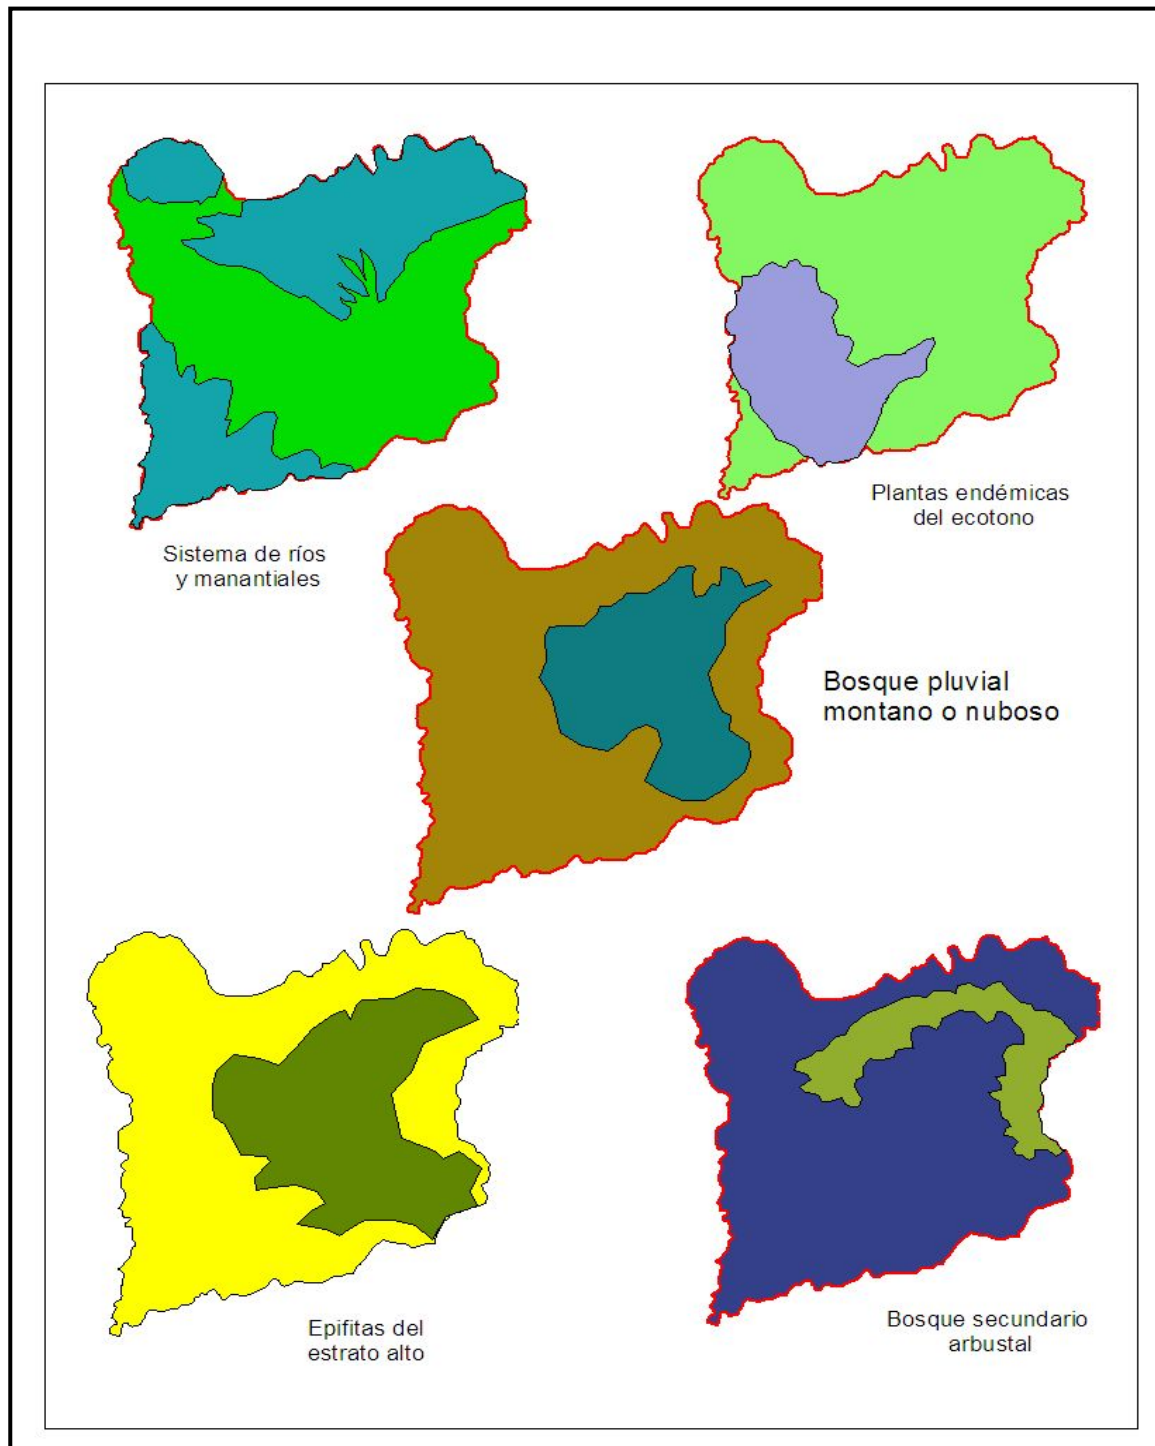 Plantas endémicas
del ecotono
Sistema de ríos
y manantiales
Bosque pluvial
montano o nuboso
Epifitas del
estrato alto
Bosque secundario
arbustal